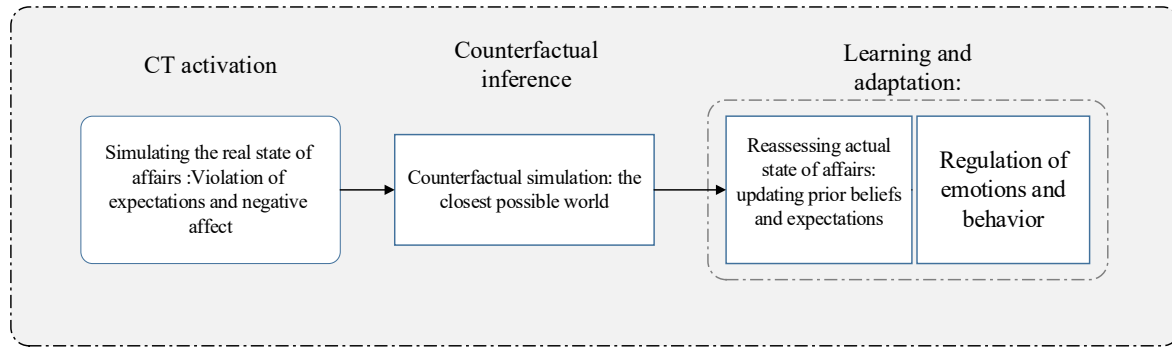 CT activation
Counterfactual
inference
Learning and
adaptation:
Simulating the real state of
affairs :Violation of
expectations and negative
affect
Counterfactual simulation: the
closest possible world
Reassessing actual
state of affairs:
updating prior beliefs
and expectations
Regulation of
emotions and
behavior